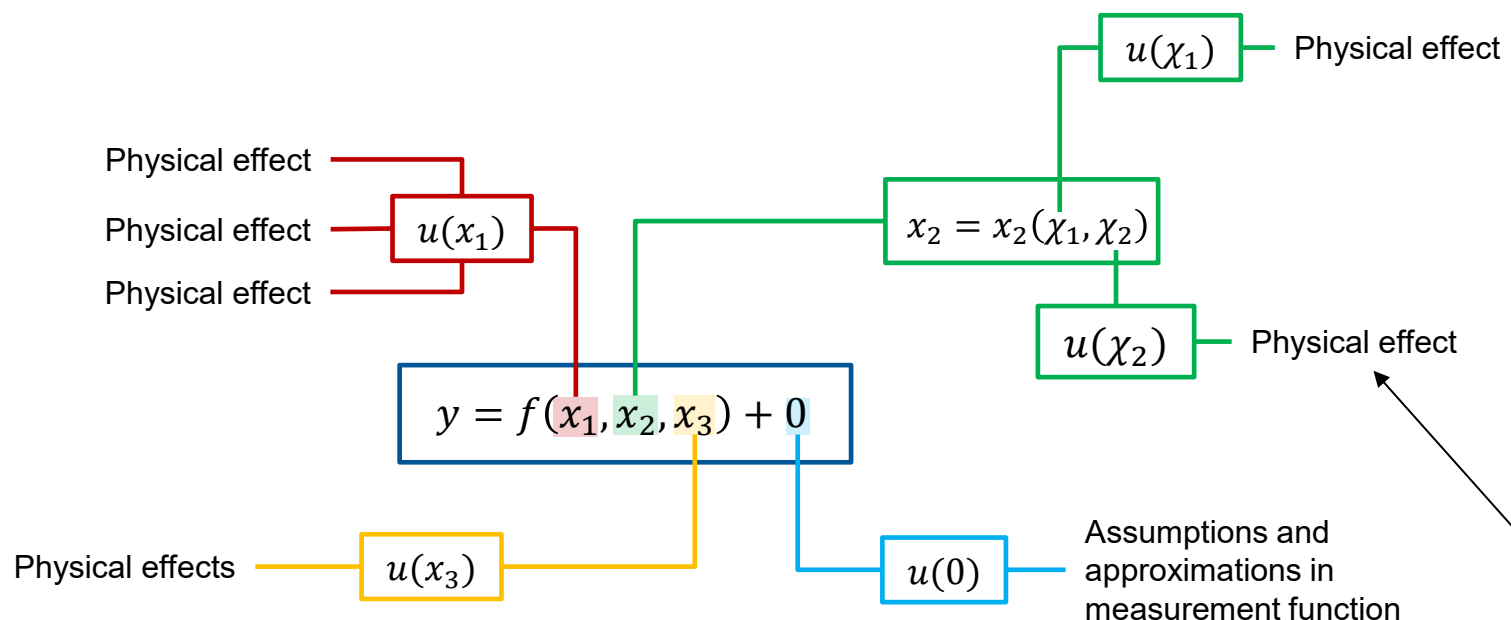 u(χ₁) Physical effect
Physical effect
Physical effect
u(x₁)
Physical effect
x₂ = x₂(χ₁, χ₂)
u(χ₂) Physical effect
y = f(x₁, x₂, x₃) + 0
Physical effects
u(x₃)
u(0)
Assumptions and
approximations in
measurement function